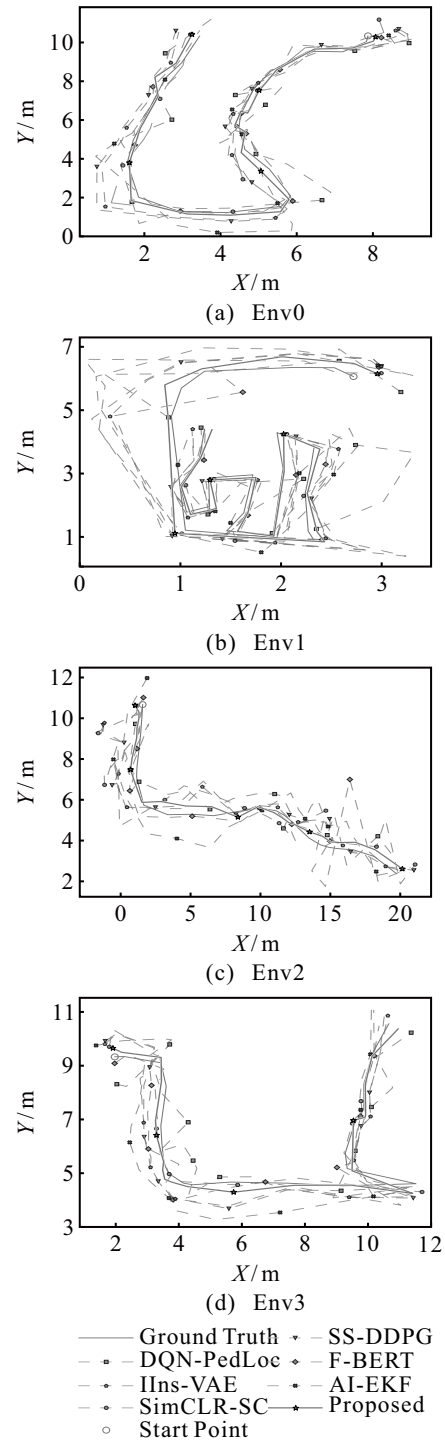 10
8
6
4
2
0
Y/m
2
4
6
8
X/m
(a) Env0
7
5
3
1
Y/m
0
1
2
3
X/m
(b) Env1
12
10
8
6
4
2
Y/m
0
5
10
15
20
X/m
(c) Env2
11
9
7
5
3
Y/m
2
4
6
8
10
12
X/m
(d) Env3
Ground Truth SS-DDPG
DQN-PedLoc F-BERT
IIns-VAE AI-EKF
SimCLR-SC Proposed
Start Point